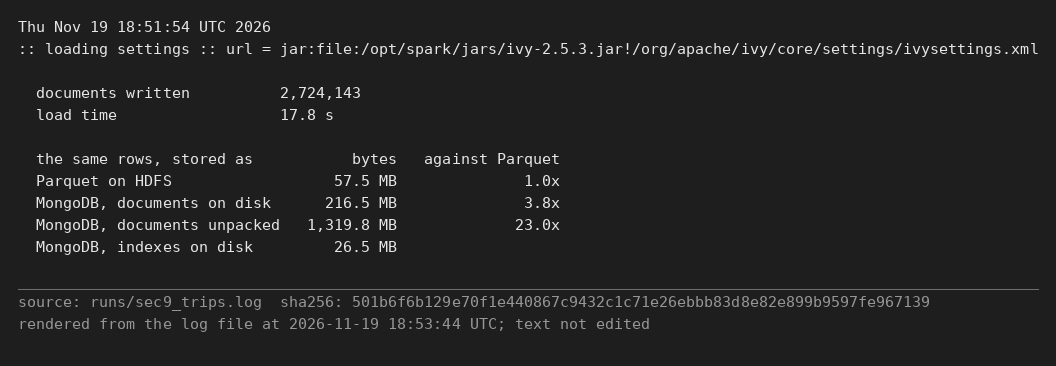 Thu Nov 19 18:51:54 UTC 2026
:: loading settings :: url = jar:file:/opt/spark/jars/ivy-2.5.3.jar!/org/apache/ivy/core/settings/ivysettings.xml
documents written 2,724,143
load time 17.8 s
the same rows, stored as bytes against Parquet
Parquet on HDFS 57.5 MB 1.0x
MongoDB, documents on disk 216.5 MB 3.8x
MongoDB, documents unpacked 1,319.8 MB 23.0x
MongoDB, indexes on disk 26.5 MB
source: runs/sec9_trips.log sha256: 501b6f6b129e70f1e440867c9432c1c71e26ebbb83d8e82e899b9597fe967139
rendered from the log file at 2026-11-19 18:53:44 UTC; text not edited